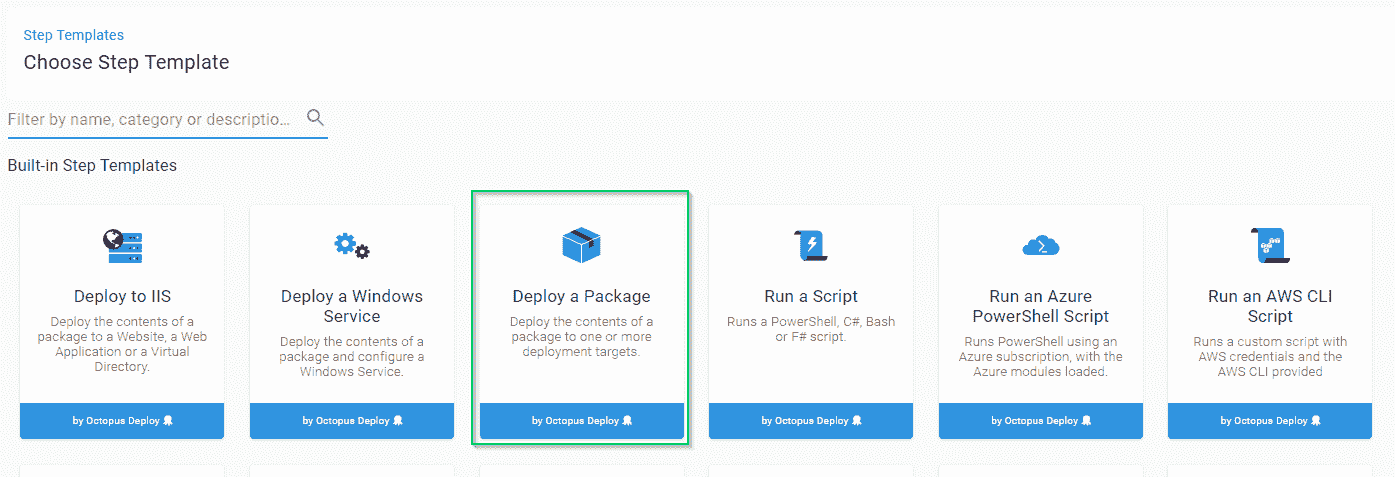 Step Templates
Choose Step Template
Filter by name, category or descriptio...
Built-in Step Templates
Deploy to IIS
Deploy the contents of a
package to a Website, a Web
Application or a Virtual
Directory.
by Octopus Deploy
Deploy a Windows
Service
Deploy the contents of a
package and configure a
Windows Service.
by Octopus Deploy
Deploy a Package
Deploy the contents of a
package to one or more
deployment targets.
by Octopus Deploy
Run a Script
Runs a PowerShell, C#, Bash
or F# script.
by Octopus Deploy
Run an Azure
PowerShell Script
Runs PowerShell using an
Azure subscription, with the
Azure modules loaded.
by Octopus Deploy
Run an AWS CLI
Script
Runs a custom script with
AWS credentials and the
AWS CLI provided
by Octopus Deploy